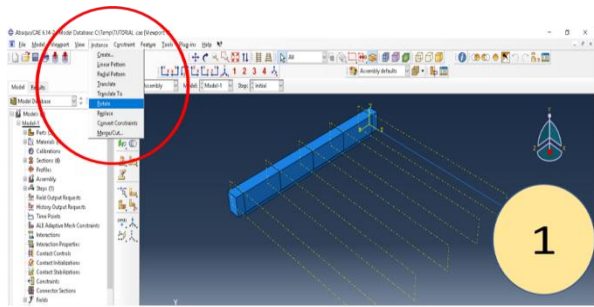 Abaqus/CAE 6.14-2 - Model Database: C:\Temp\TUTORIAL.cae [Viewport
File Model Viewport View Instance Constraint Feature Tools Plug-ins Help
All
1 2 3 4
Assembly defaults
Create...
Linear Pattern
Radial Pattern
Translate
Translate To
Rotate
Replace
Convert Constraints
Merge/Cut...
Model Results
Assembly Model: Model-1 Step: Initial
Model Database
Models
Model-1
Parts
Materials
Calibrations
Sections (6)
Profiles
Assembly
Steps (1)
Field Output Requests
History Output Requests
Time Points
ALE Adaptive Mesh Constraints
Interactions
Interaction Properties
Contact Controls
Contact Initializations
Contact Stabilizations
Constraints
Connector Sections
Fields
Y
1